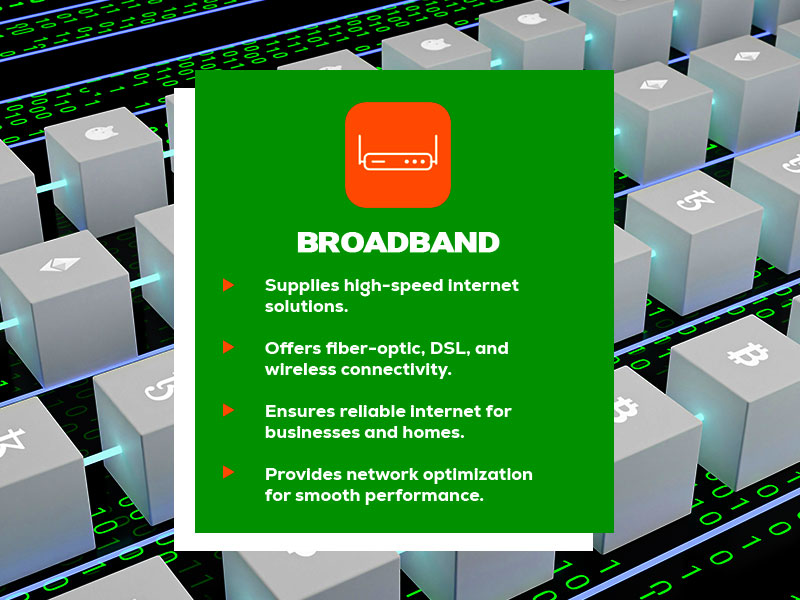 BROADBAND
Supplies high-speed internet
solutions.
Offers fiber-optic, DSL, and
wireless connectivity.
Ensures reliable internet for
businesses and homes.
Provides network optimization
for smooth performance.